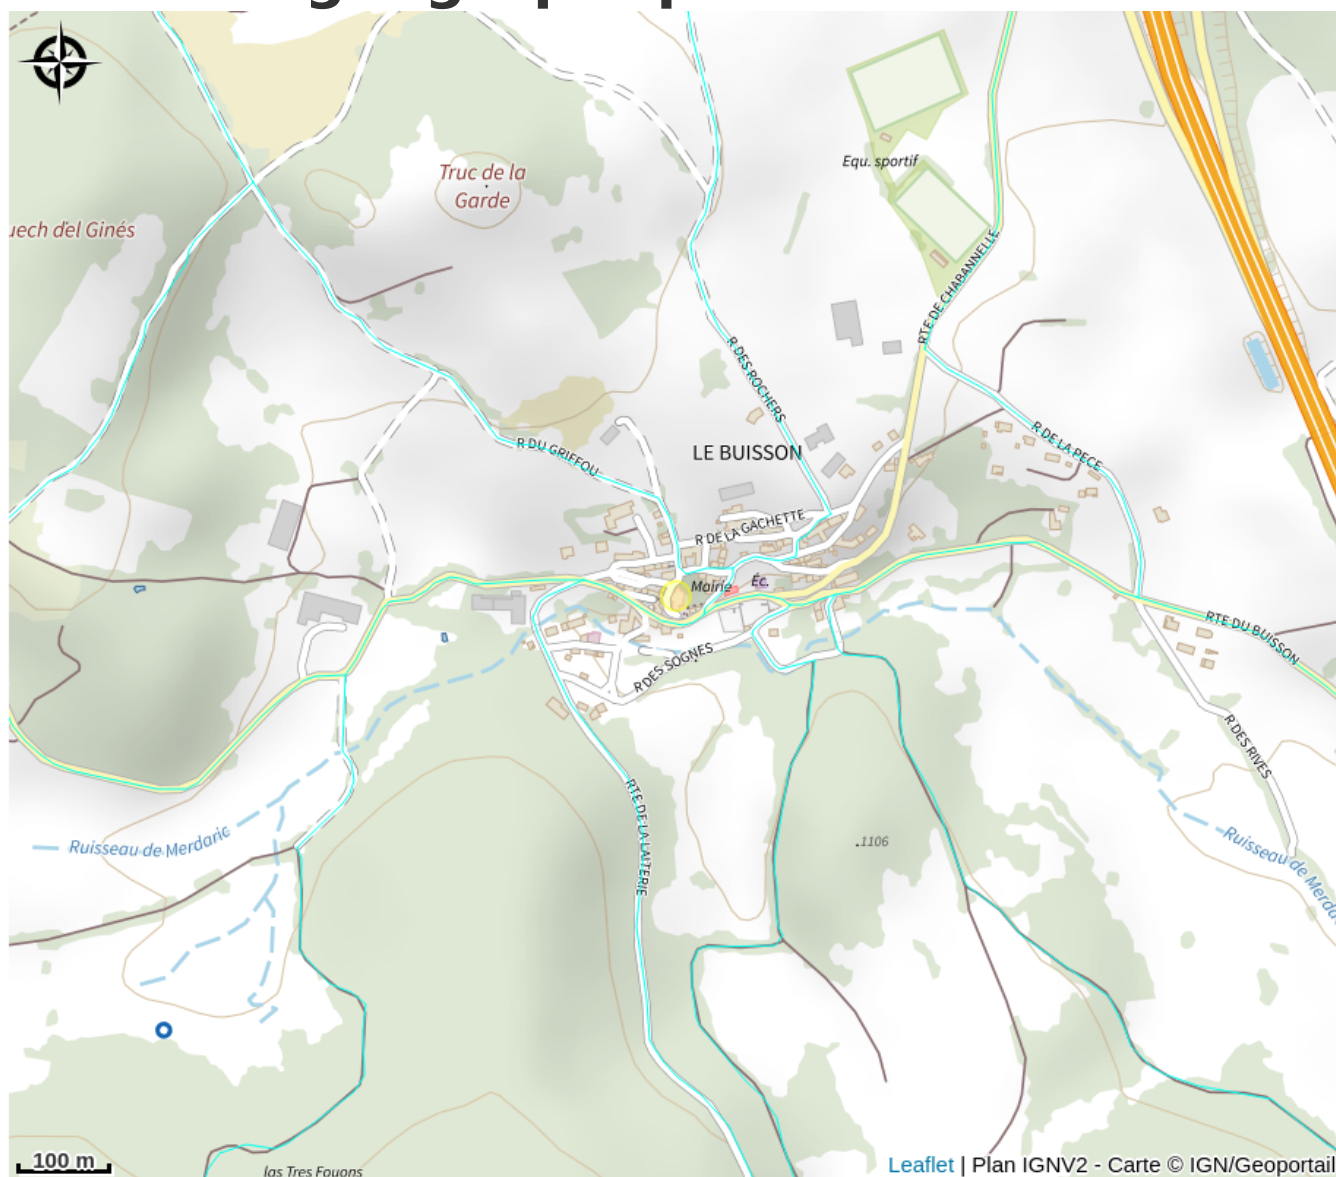 Equ. sportif
Truc de la
Garde
uech del Ginés
RTE DE CHABANNELLE
R DES ROCHERS
R DE LA PECE
R DU GRIFFOU
LE BUISSON
R DE LA GACHETTE
Mairie
Éc.
RTE DU BUISSON
R DES SOGNES
R DES RIVES
RTE DE LA LAITERIE
Ruisseau de Merdaric
.1106
Ruisseau de Merda
100 m
las Tres Fouons
Leaflet | Plan IGNV2 - Carte © IGN/Geoportail